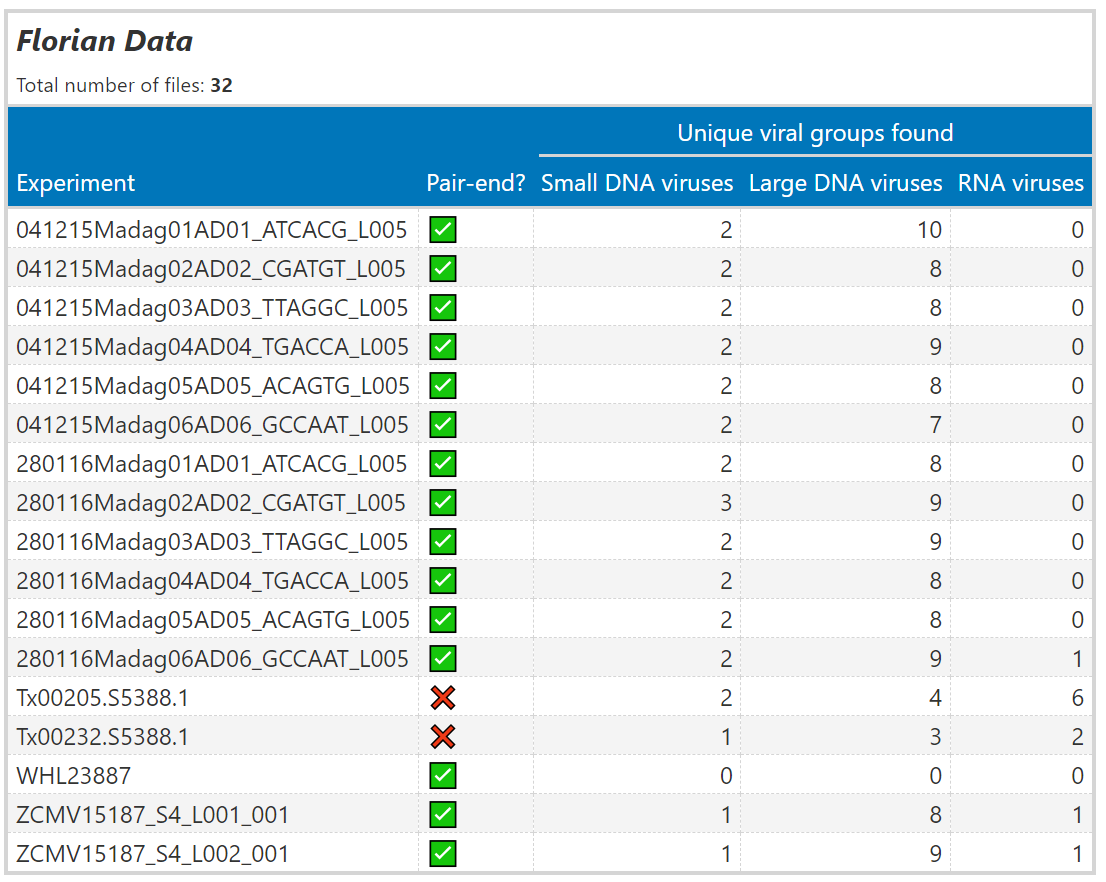 Florian Data
Total number of files: 32
Unique viral groups found
Experiment Pair-end? Small DNA viruses Large DNA viruses RNA viruses
041215Madag01AD01_ATCACG_L005 ✅ 2 10 0
041215Madag02AD02_CGATGT_L005 ✅ 2 8 0
041215Madag03AD03_TTAGGC_L005 ✅ 2 8 0
041215Madag04AD04_TGACCA_L005 ✅ 2 9 0
041215Madag05AD05_ACAGTG_L005 ✅ 2 8 0
041215Madag06AD06_GCCAAT_L005 ✅ 2 7 0
280116Madag01AD01_ATCACG_L005 ✅ 2 8 0
280116Madag02AD02_CGATGT_L005 ✅ 3 9 0
280116Madag03AD03_TTAGGC_L005 ✅ 2 9 0
280116Madag04AD04_TGACCA_L005 ✅ 2 8 0
280116Madag05AD05_ACAGTG_L005 ✅ 2 8 0
280116Madag06AD06_GCCAAT_L005 ✅ 2 9 1
Tx00205.S5388.1 ❌ 2 4 6
Tx00232.S5388.1 ❌ 1 3 2
WHL23887 ✅ 0 0 0
ZCMV15187_S4_L001_001 ✅ 1 8 1
ZCMV15187_S4_L002_001 ✅ 1 9 1